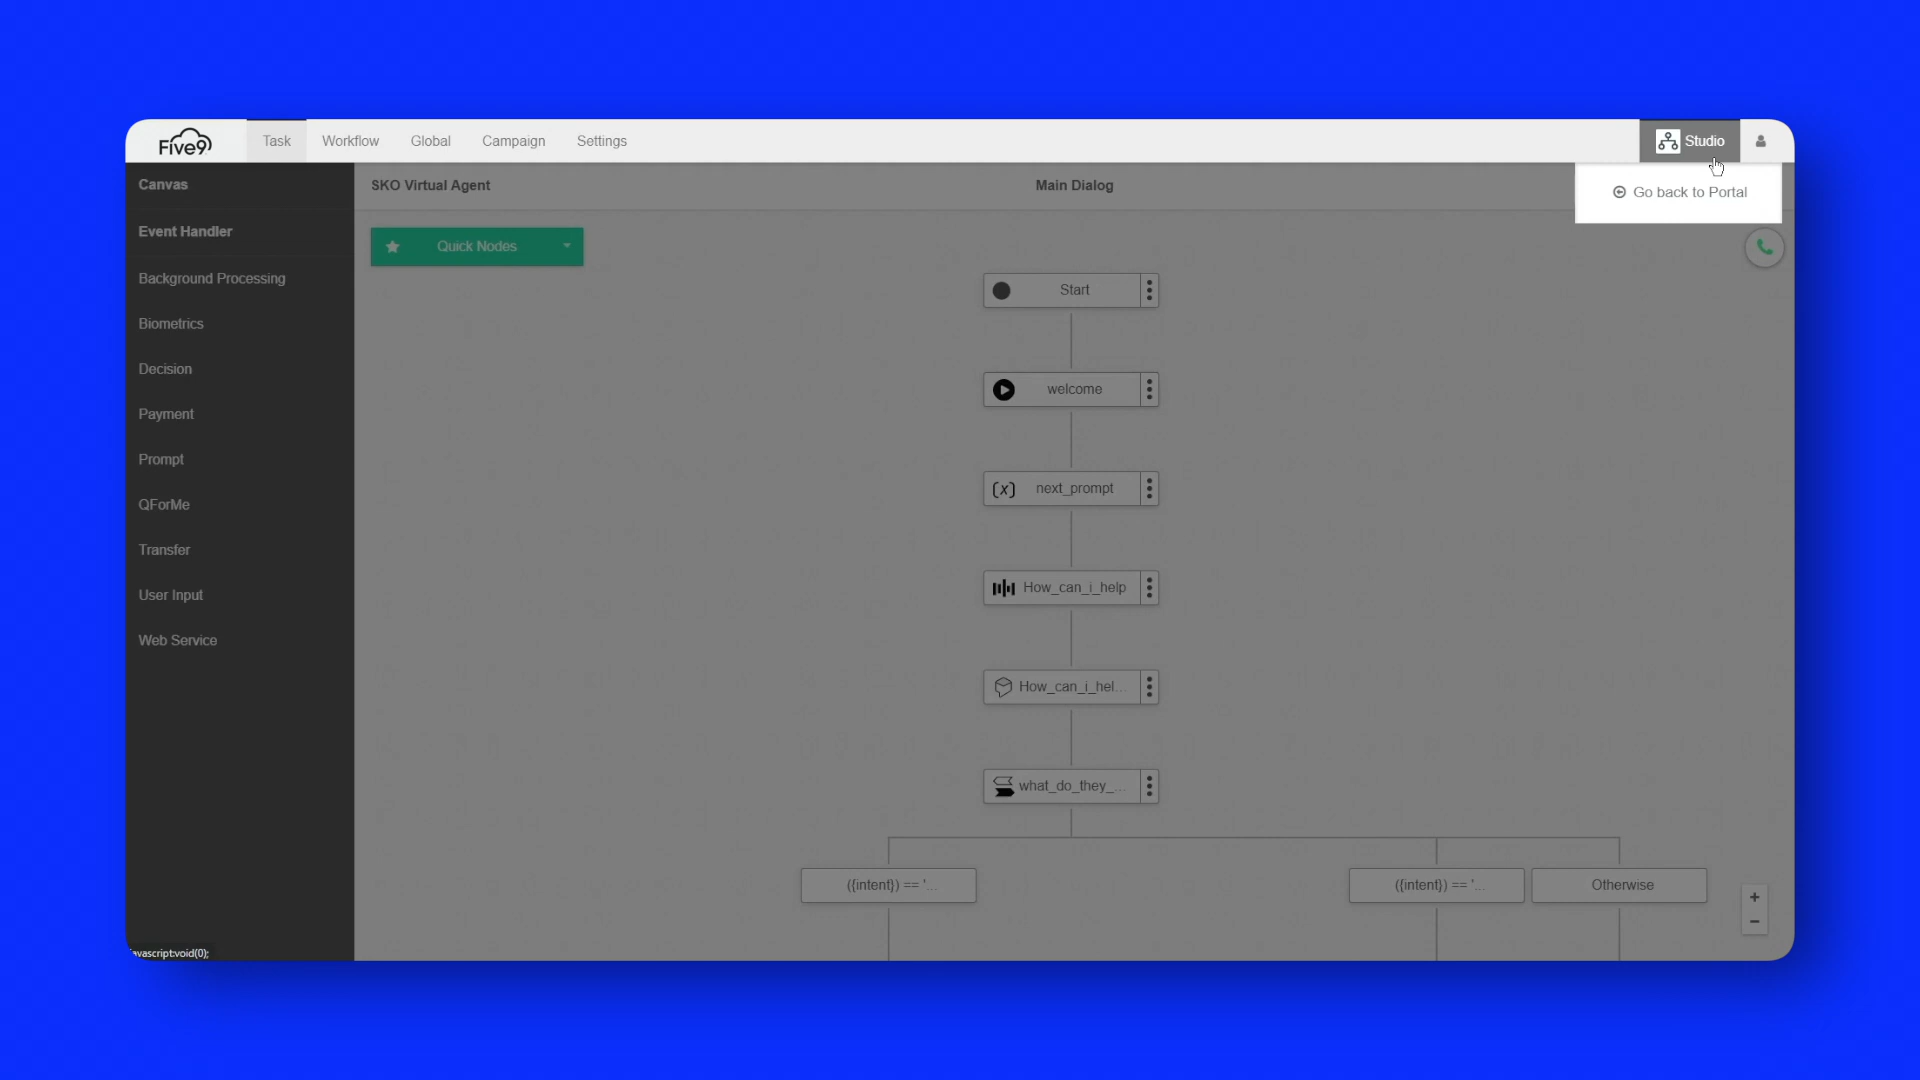 Five9
Task
Workflow
Global
Campaign
Settings
Studio
Go back to Portal
Canvas
Event Handler
Background Processing
Biometrics
Decision
Payment
Prompt
QForMe
Transfer
User Input
Web Service
SKO Virtual Agent
Main Dialog
Quick Nodes
Start
welcome
(x) next_prompt
How_can_i_help
How_can_i_hel...
what_do_they_...
({intent}) == '...
({intent}) == '...
Otherwise
+
−
avascript:void(0);